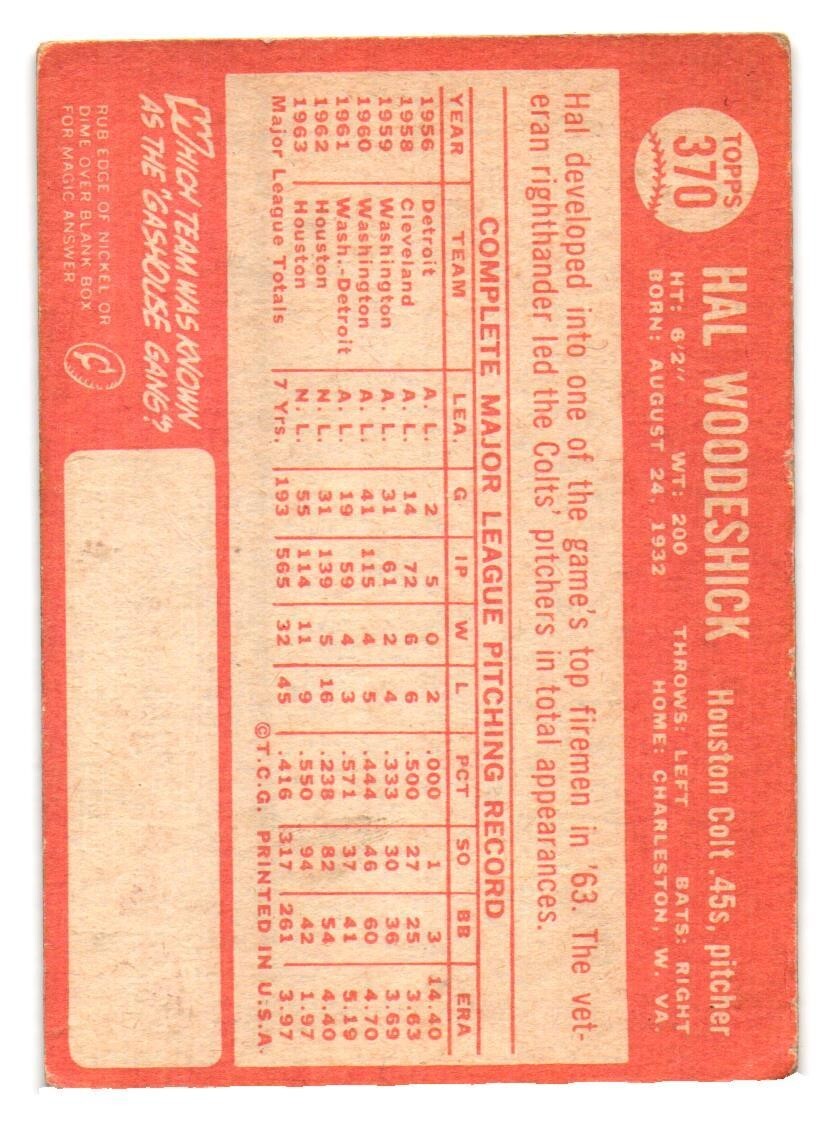 TOPPS
370
HAL WOODESHICK Houston Colt .45s, pitcher
HT: 6'2" WT: 200 THROWS: LEFT BATS: RIGHT
BORN: AUGUST 24, 1932 HOME: CHARLESTON, W. VA.
Hal developed into one of the game's top firemen in '63. The vet-
eran righthander led the Colts' pitchers in total appearances.
COMPLETE MAJOR LEAGUE PITCHING RECORD
YEAR TEAM LEA. G IP W L PCT SO BB ERA
1956 Detroit A. L. 2 5 0 2 .000 1 3 14.40
1958 Cleveland A. L. 14 72 6 6 .500 27 25 3.63
1959 Washington A. L. 31 61 2 4 .333 30 36 3.69
1960 Washington A. L. 41 115 4 5 .444 46 60 4.70
1961 Wash.-Detroit A. L. 19 59 4 3 .571 37 41 5.19
1962 Houston N. L. 31 139 5 16 .238 82 54 4.40
1963 Houston N. L. 55 114 11 9 .550 94 42 1.97
Major League Totals 7 Yrs. 193 565 32 45 .416 317 261 3.97
©T.C.G. PRINTED IN U.S.A.
WHICH TEAM WAS KNOWN
AS THE "GASHOUSE GANG"?
RUB EDGE OF NICKEL OR
DIME OVER BLANK BOX
FOR MAGIC ANSWER